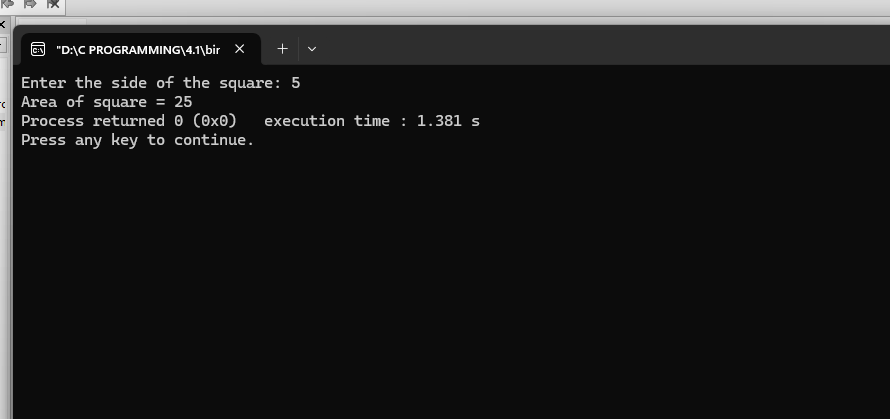 "D:\C PROGRAMMING\4.1\bir
Enter the side of the square: 5
Area of square = 25
Process returned 0 (0x0)   execution time : 1.381 s
Press any key to continue.